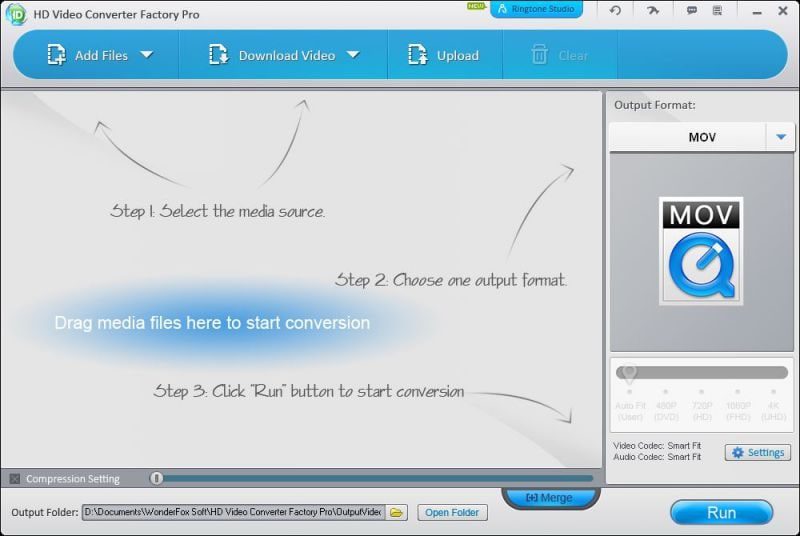 HD
HD Video Converter Factory Pro
NEW!
Ringtone Studio
Add Files
Download Video
Upload
Clear
Output Format:
MOV
MOV
Step 1: Select the media source.
Step 2: Choose one output format.
Drag media files here to start conversion
Step 3: Click "Run" button to start conversion
Auto Fit 480P 720P 1080P 4K
(User) (DVD) (HD) (FHD) (UHD)
Video Codec: Smart Fit
Audio Codec: Smart Fit
Settings
Compression Setting
Merge
Output Folder:
D:\Documents\WonderFox Soft\HD Video Converter Factory Pro\OutputVideo
Open Folder
Run